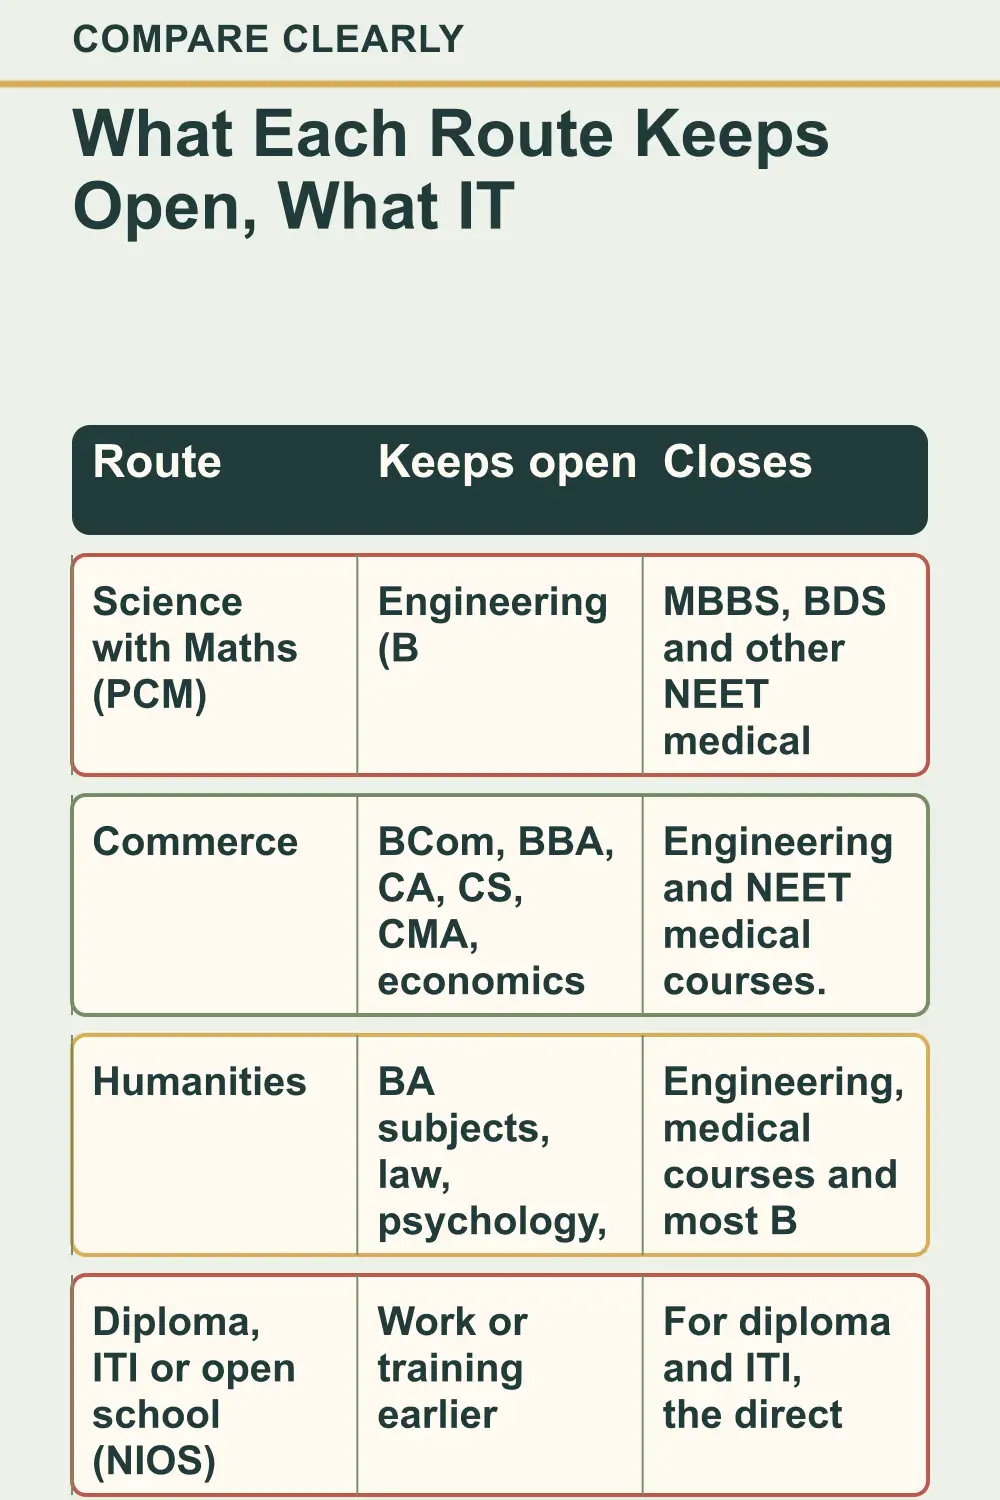 COMPARE CLEARLY
What Each Route Keeps
Open, What IT
Route
Keeps open
Closes
Science
with Maths
(PCM)
Engineering
(B
MBBS, BDS
and other
NEET
medical
Commerce
BCom, BBA,
CA, CS,
CMA,
economics
Engineering
and NEET
medical
courses.
Humanities
BA
subjects,
law,
psychology,
Engineering,
medical
courses and
most B
Diploma,
ITI or open
school
(NIOS)
Work or
training
earlier
For diploma
and ITI,
the direct